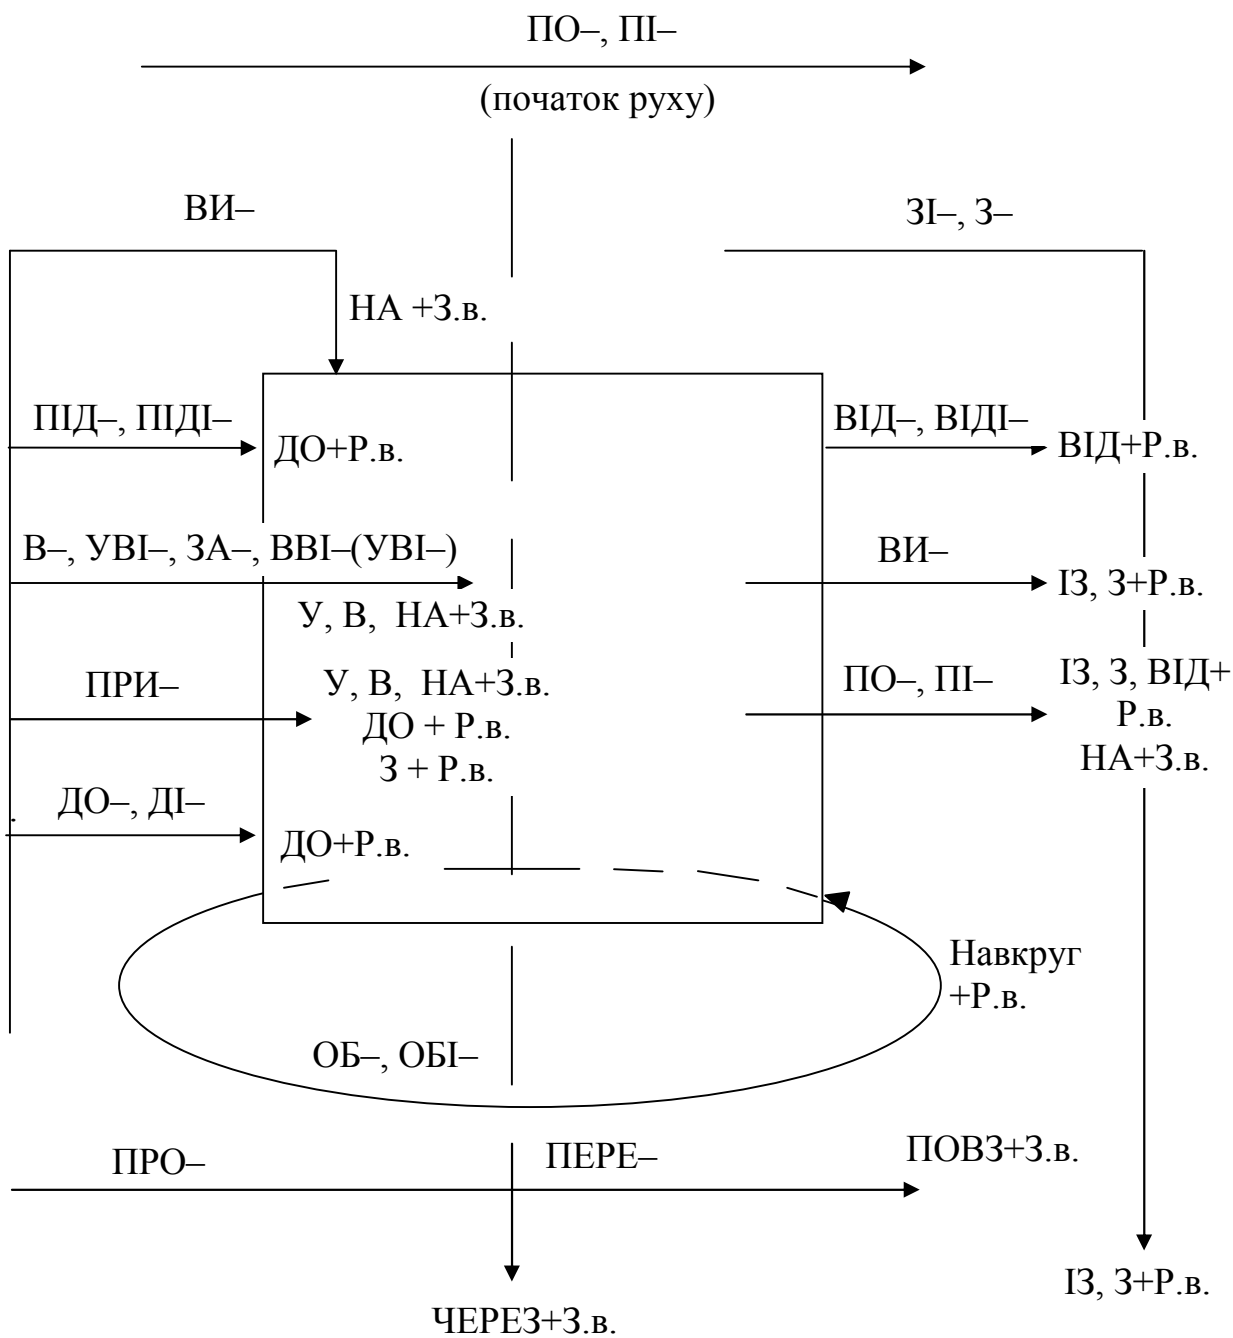 ПО–, ПІ–
(початок руху)
ВИ–
ЗІ–, З–
НА +З.в.
ПІД–, ПІДІ–
ДО+Р.в.
ВІД–, ВІДІ–
ВІД+Р.в.
В–, УВІ–, ЗА–, ВВІ–(УВІ–)
У, В, НА+З.в.
ВИ–
ІЗ, З+Р.в.
ПРИ–
У, В, НА+З.в.
ДО + Р.в.
З + Р.в.
ПО–, ПІ–
ІЗ, З, ВІД+
Р.в.
НА+З.в.
ДО–, ДІ–
ДО+Р.в.
Навкруг
+Р.в.
ОБ–, ОБІ–
ПРО–
ПЕРЕ–
ПОВЗ+З.в.
ІЗ, З+Р.в.
ЧЕРЕЗ+З.в.